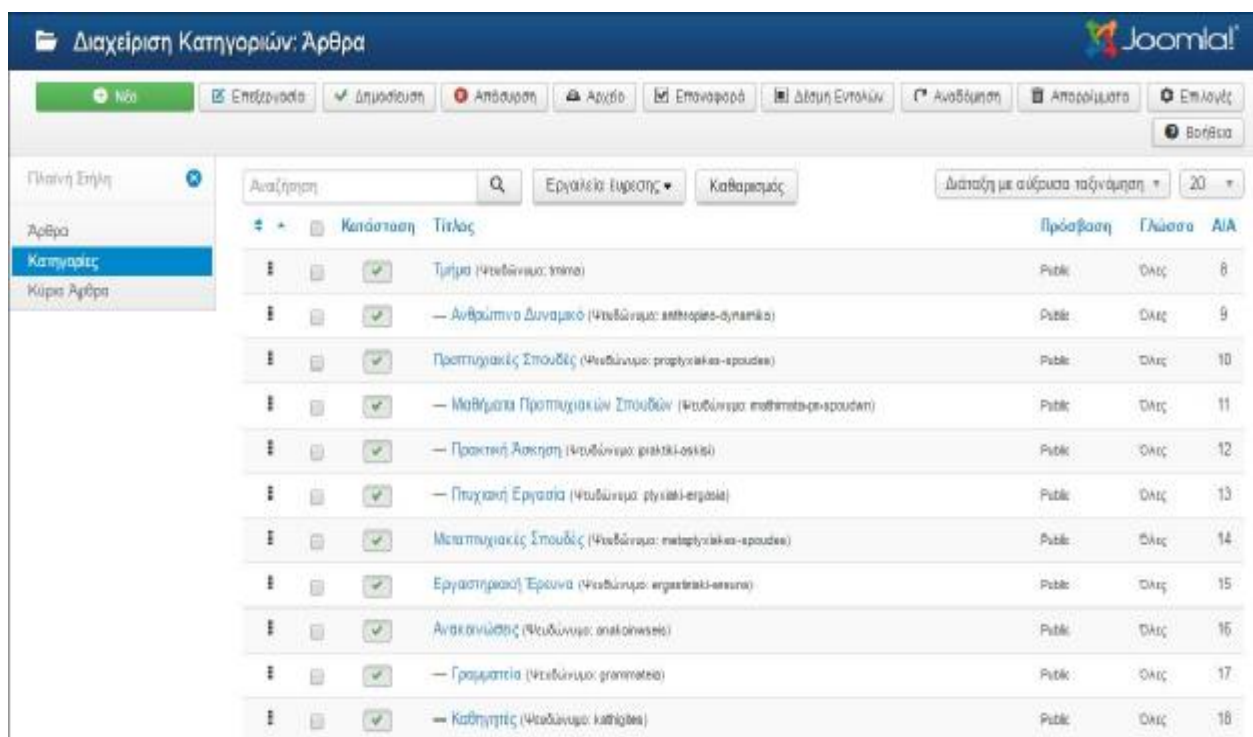 Διαχείριση Κατηγοριών: Άρθρα
Joomla!
Νέο Επεξεργασία Δημοσίευση Απόσυρση Αρχείο Επαναφορά Δέσμη Εντολών Αναδόμηση Απορρίμματα Επιλογές
Βοήθεια
Πλαϊνή Στήλη
Άρθρα
Κατηγορίες
Κύρια Άρθρα
Αναζήτηση Εργαλεία Εύρεσης Καθαρισμός Διάταξη με αύξουσα ταξινόμηση 20
Κατάσταση Τίτλος Πρόσβαση Γλώσσα Α/Α
Τμήμα (Ψευδώνυμο: tmima) Public Όλες 8
— Ανθρώπινο Δυναμικό (Ψευδώνυμο: anthropino-dynamiko) Public Όλες 9
Προπτυχιακές Σπουδές (Ψευδώνυμο: proptyxiakes-spoudes) Public Όλες 10
— Μαθήματα Προπτυχιακών Σπουδών (Ψευδώνυμο: mathimata-pr-spoudwn) Public Όλες 11
— Πρακτική Άσκηση (Ψευδώνυμο: praktiki-askisi) Public Όλες 12
— Πτυχιακή Εργασία (Ψευδώνυμο: ptyxiaki-ergasia) Public Όλες 13
Μεταπτυχιακές Σπουδές (Ψευδώνυμο: metaptyxiakes-spoudes) Public Όλες 14
Εργαστηριακή Έρευνα (Ψευδώνυμο: ergastiriaki-ereuna) Public Όλες 15
Ανακοινώσεις (Ψευδώνυμο: anakoinwseis) Public Όλες 16
— Γραμματεία (Ψευδώνυμο: grammateia) Public Όλες 17
— Καθηγητές (Ψευδώνυμο: kathigites) Public Όλες 18